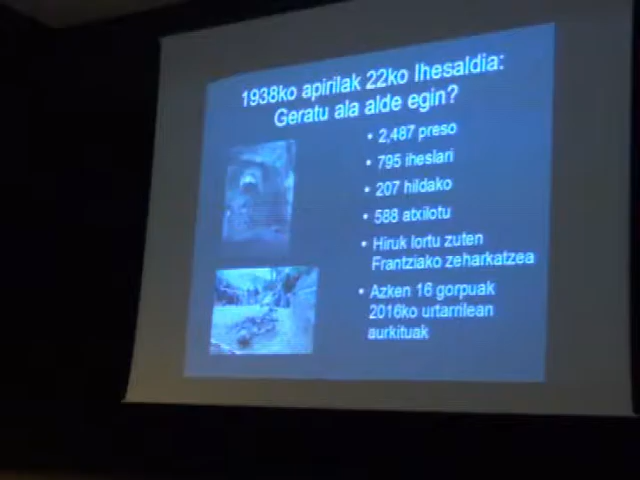 1938ko apirilak 22ko Ihesaldia:
Geratu ala alde egin?
• 2,487 preso
• 795 iheslari
• 207 hildako
• 588 atxilotu
• Hiruk lortu zuten
Frantziako zeharkatzea
• Azken 16 gorpuak
2016ko urtarrilean
aurkituak